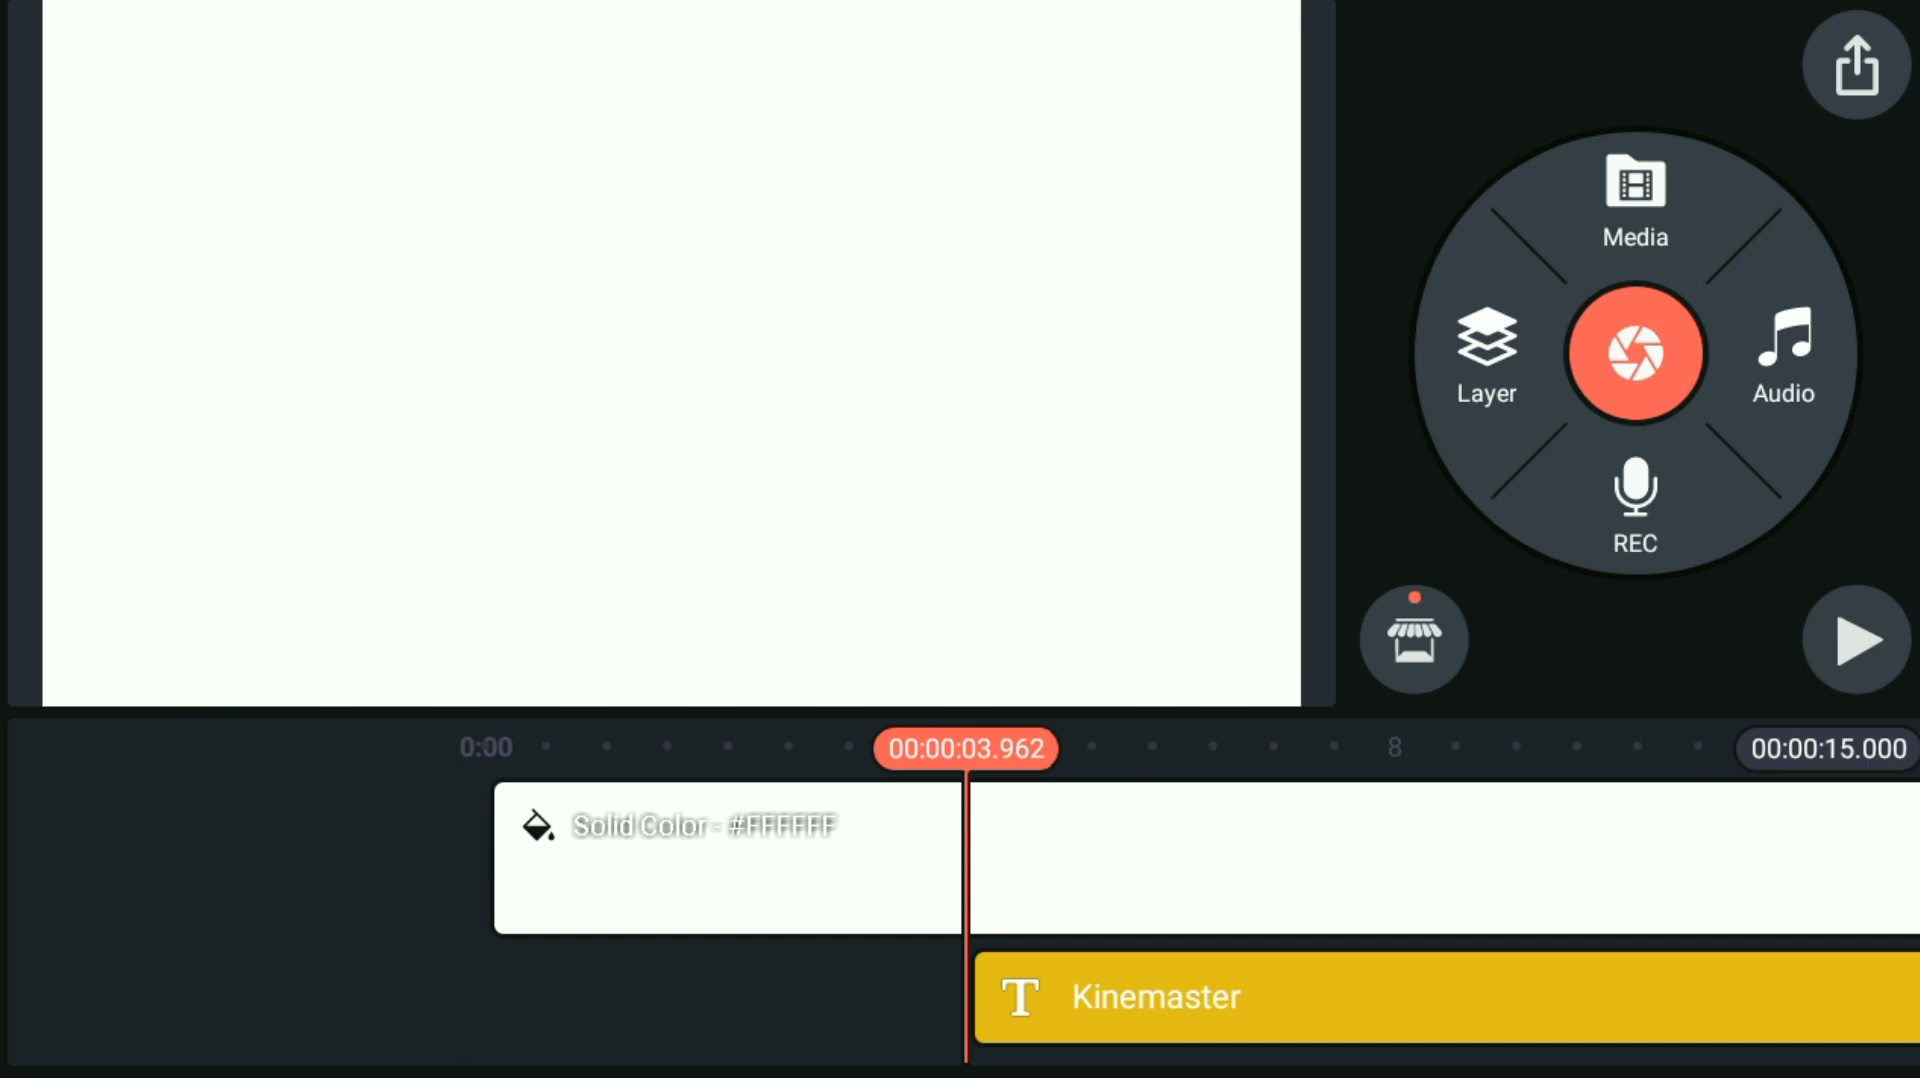 Media
Layer
Audio
REC
0:00
00:00:03.962
8
00:00:15.000
Solid Color - #FFFFFF
T Kinemaster